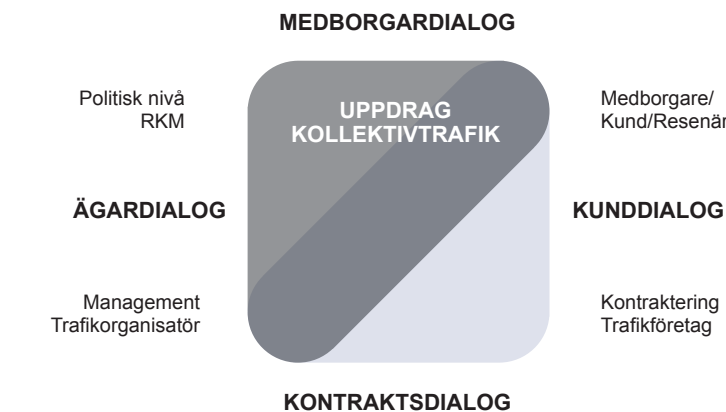 MEDBORGARDIALOG
Politisk nivå
RKM
UPPDRAG
KOLLEKTIVTRAFIK
Medborgare/
Kund/Resenär
ÄGARDIALOG
KUNDDIALOG
Management
Trafikorganisatör
Kontraktering
Trafikföretag
KONTRAKTSDIALOG